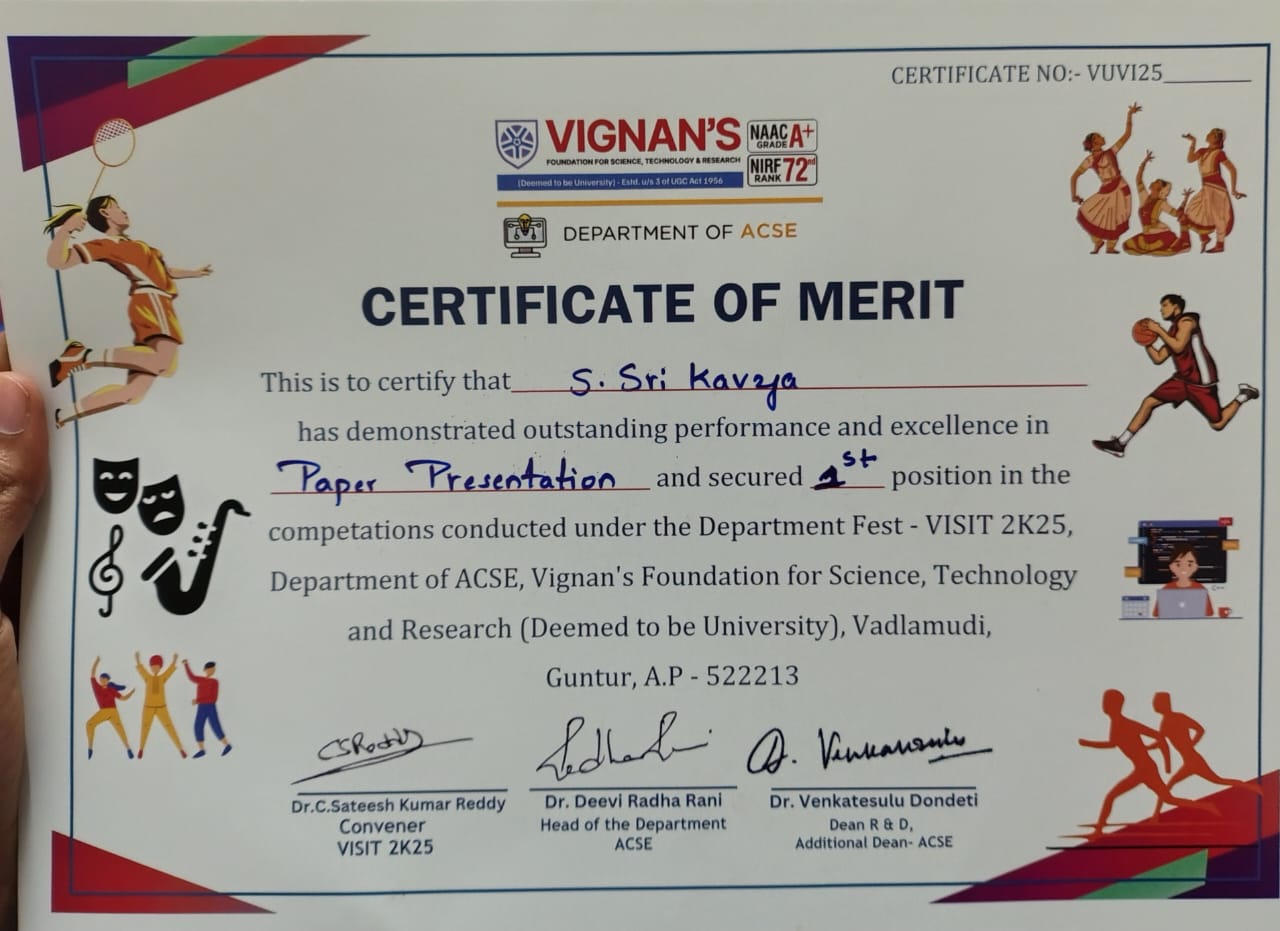 CERTIFICATE NO:- VUVI25________
VIGNAN'S
FOUNDATION FOR SCIENCE, TECHNOLOGY & RESEARCH
(Deemed to be University) - Estd. u/s 3 of UGC Act 1956
NAAC GRADE A+
NIRF RANK 72nd
DEPARTMENT OF ACSE
CERTIFICATE OF MERIT
This is to certify that S. Sri Kavya
has demonstrated outstanding performance and excellence in
Paper Presentation and secured 1st position in the
competations conducted under the Department Fest - VISIT 2K25,
Department of ACSE, Vignan's Foundation for Science, Technology
and Research (Deemed to be University), Vadlamudi,
Guntur, A.P - 522213
Dr.C.Sateesh Kumar Reddy
Convener
VISIT 2K25
Dr. Deevi Radha Rani
Head of the Department
ACSE
Dr. Venkatesulu Dondeti
Dean R & D,
Additional Dean- ACSE